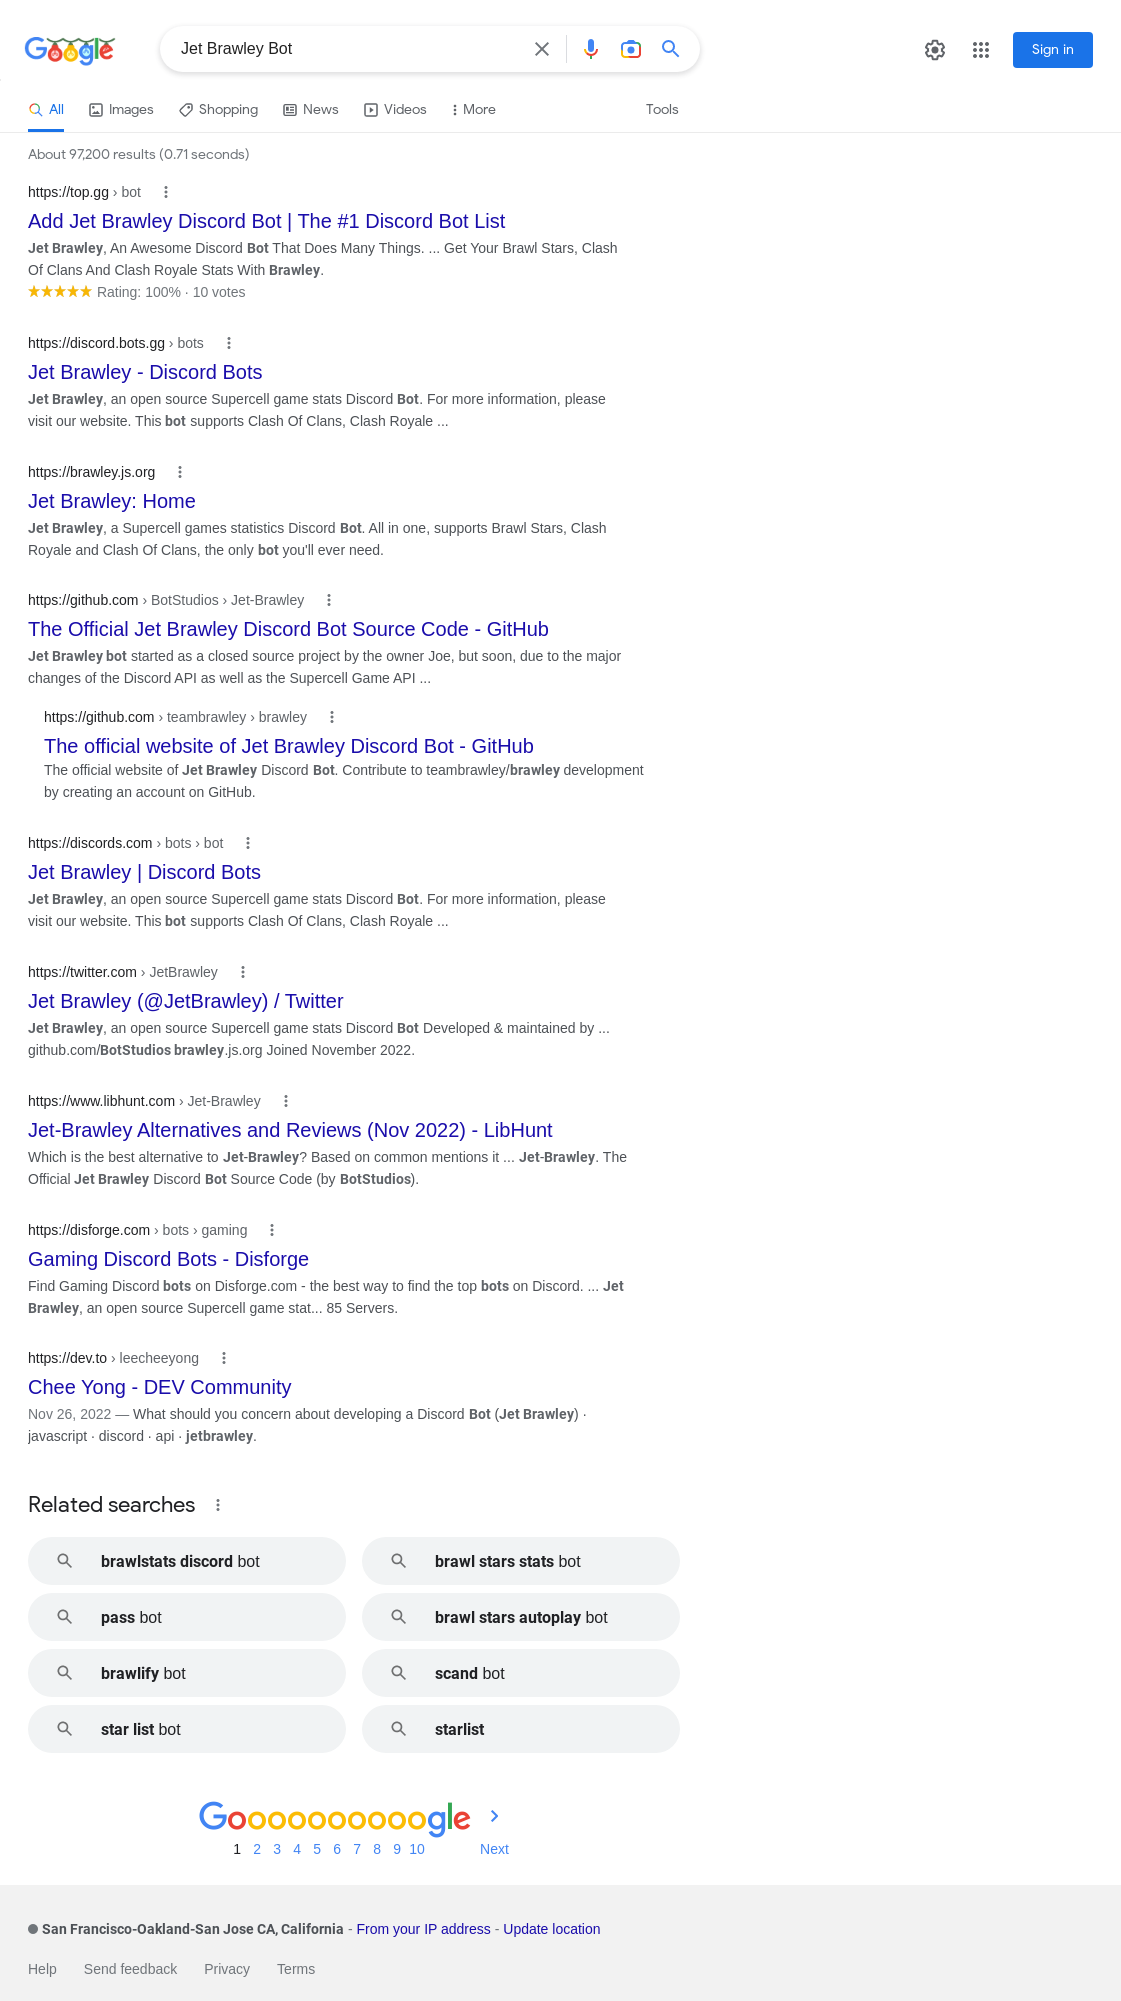 Google
Jet Brawley Bot
Sign in
All Images Shopping News Videos More Tools
About 97,200 results (0.71 seconds)
https://top.gg › bot
Add Jet Brawley Discord Bot | The #1 Discord Bot List
Jet Brawley, An Awesome Discord Bot That Does Many Things. ... Get Your Brawl Stars, Clash
Of Clans And Clash Royale Stats With Brawley.
Rating: 100% · 10 votes
https://discord.bots.gg › bots
Jet Brawley - Discord Bots
Jet Brawley, an open source Supercell game stats Discord Bot. For more information, please
visit our website. This bot supports Clash Of Clans, Clash Royale ...
https://brawley.js.org
Jet Brawley: Home
Jet Brawley, a Supercell games statistics Discord Bot. All in one, supports Brawl Stars, Clash
Royale and Clash Of Clans, the only bot you'll ever need.
https://github.com › BotStudios › Jet-Brawley
The Official Jet Brawley Discord Bot Source Code - GitHub
Jet Brawley bot started as a closed source project by the owner Joe, but soon, due to the major
changes of the Discord API as well as the Supercell Game API ...
https://github.com › teambrawley › brawley
The official website of Jet Brawley Discord Bot - GitHub
The official website of Jet Brawley Discord Bot. Contribute to teambrawley/brawley development
by creating an account on GitHub.
https://discords.com › bots › bot
Jet Brawley | Discord Bots
Jet Brawley, an open source Supercell game stats Discord Bot. For more information, please
visit our website. This bot supports Clash Of Clans, Clash Royale ...
https://twitter.com › JetBrawley
Jet Brawley (@JetBrawley) / Twitter
Jet Brawley, an open source Supercell game stats Discord Bot Developed & maintained by ...
github.com/BotStudios brawley.js.org Joined November 2022.
https://www.libhunt.com › Jet-Brawley
Jet-Brawley Alternatives and Reviews (Nov 2022) - LibHunt
Which is the best alternative to Jet-Brawley? Based on common mentions it ... Jet-Brawley. The
Official Jet Brawley Discord Bot Source Code (by BotStudios).
https://disforge.com › bots › gaming
Gaming Discord Bots - Disforge
Find Gaming Discord bots on Disforge.com - the best way to find the top bots on Discord. ... Jet
Brawley, an open source Supercell game stat... 85 Servers.
https://dev.to › leecheeyong
Chee Yong - DEV Community
Nov 26, 2022 — What should you concern about developing a Discord Bot (Jet Brawley) ·
javascript · discord · api · jetbrawley.
Related searches
brawlstats discord bot
brawl stars stats bot
pass bot
brawl stars autoplay bot
brawlify bot
scand bot
star list bot
starlist
Goooooooooogle
1 2 3 4 5 6 7 8 9 10 Next
San Francisco-Oakland-San Jose CA, California - From your IP address - Update location
Help Send feedback Privacy Terms